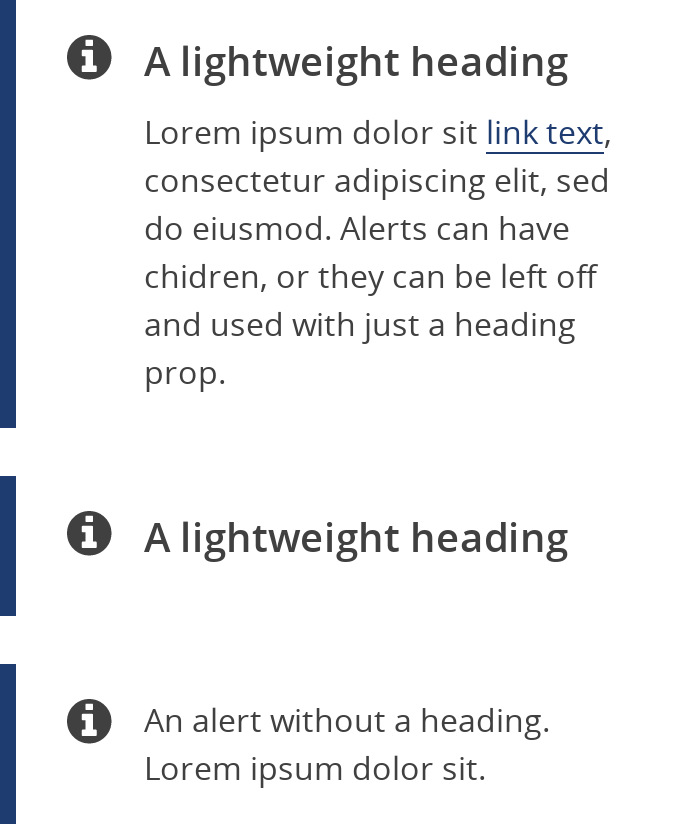 A lightweight heading
Lorem ipsum dolor sit link text,
consectetur adipiscing elit, sed
do eiusmod. Alerts can have
chidren, or they can be left off
and used with just a heading
prop.
A lightweight heading
An alert without a heading.
Lorem ipsum dolor sit.